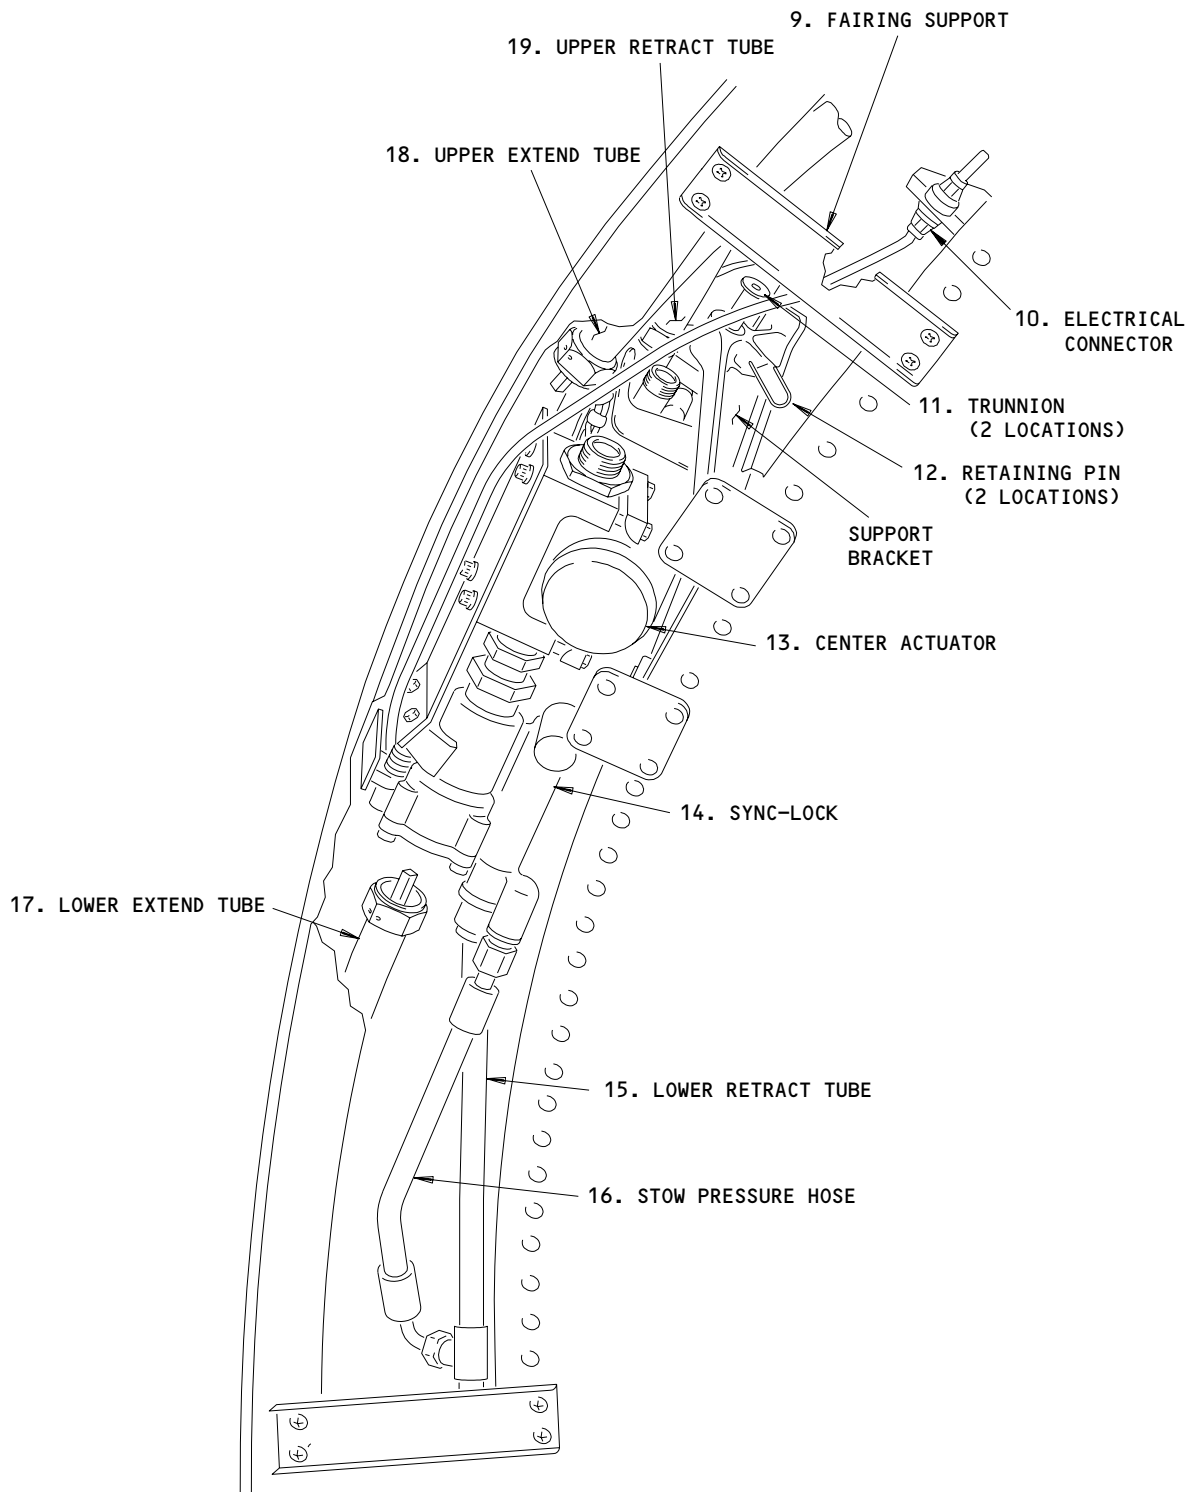 9. FAIRING SUPPORT
19. UPPER RETRACT TUBE
18. UPPER EXTEND TUBE
10. ELECTRICAL
CONNECTOR
11. TRUNNION
(2 LOCATIONS)
12. RETAINING PIN
(2 LOCATIONS)
SUPPORT
BRACKET
13. CENTER ACTUATOR
14. SYNC-LOCK
17. LOWER EXTEND TUBE
15. LOWER RETRACT TUBE
16. STOW PRESSURE HOSE